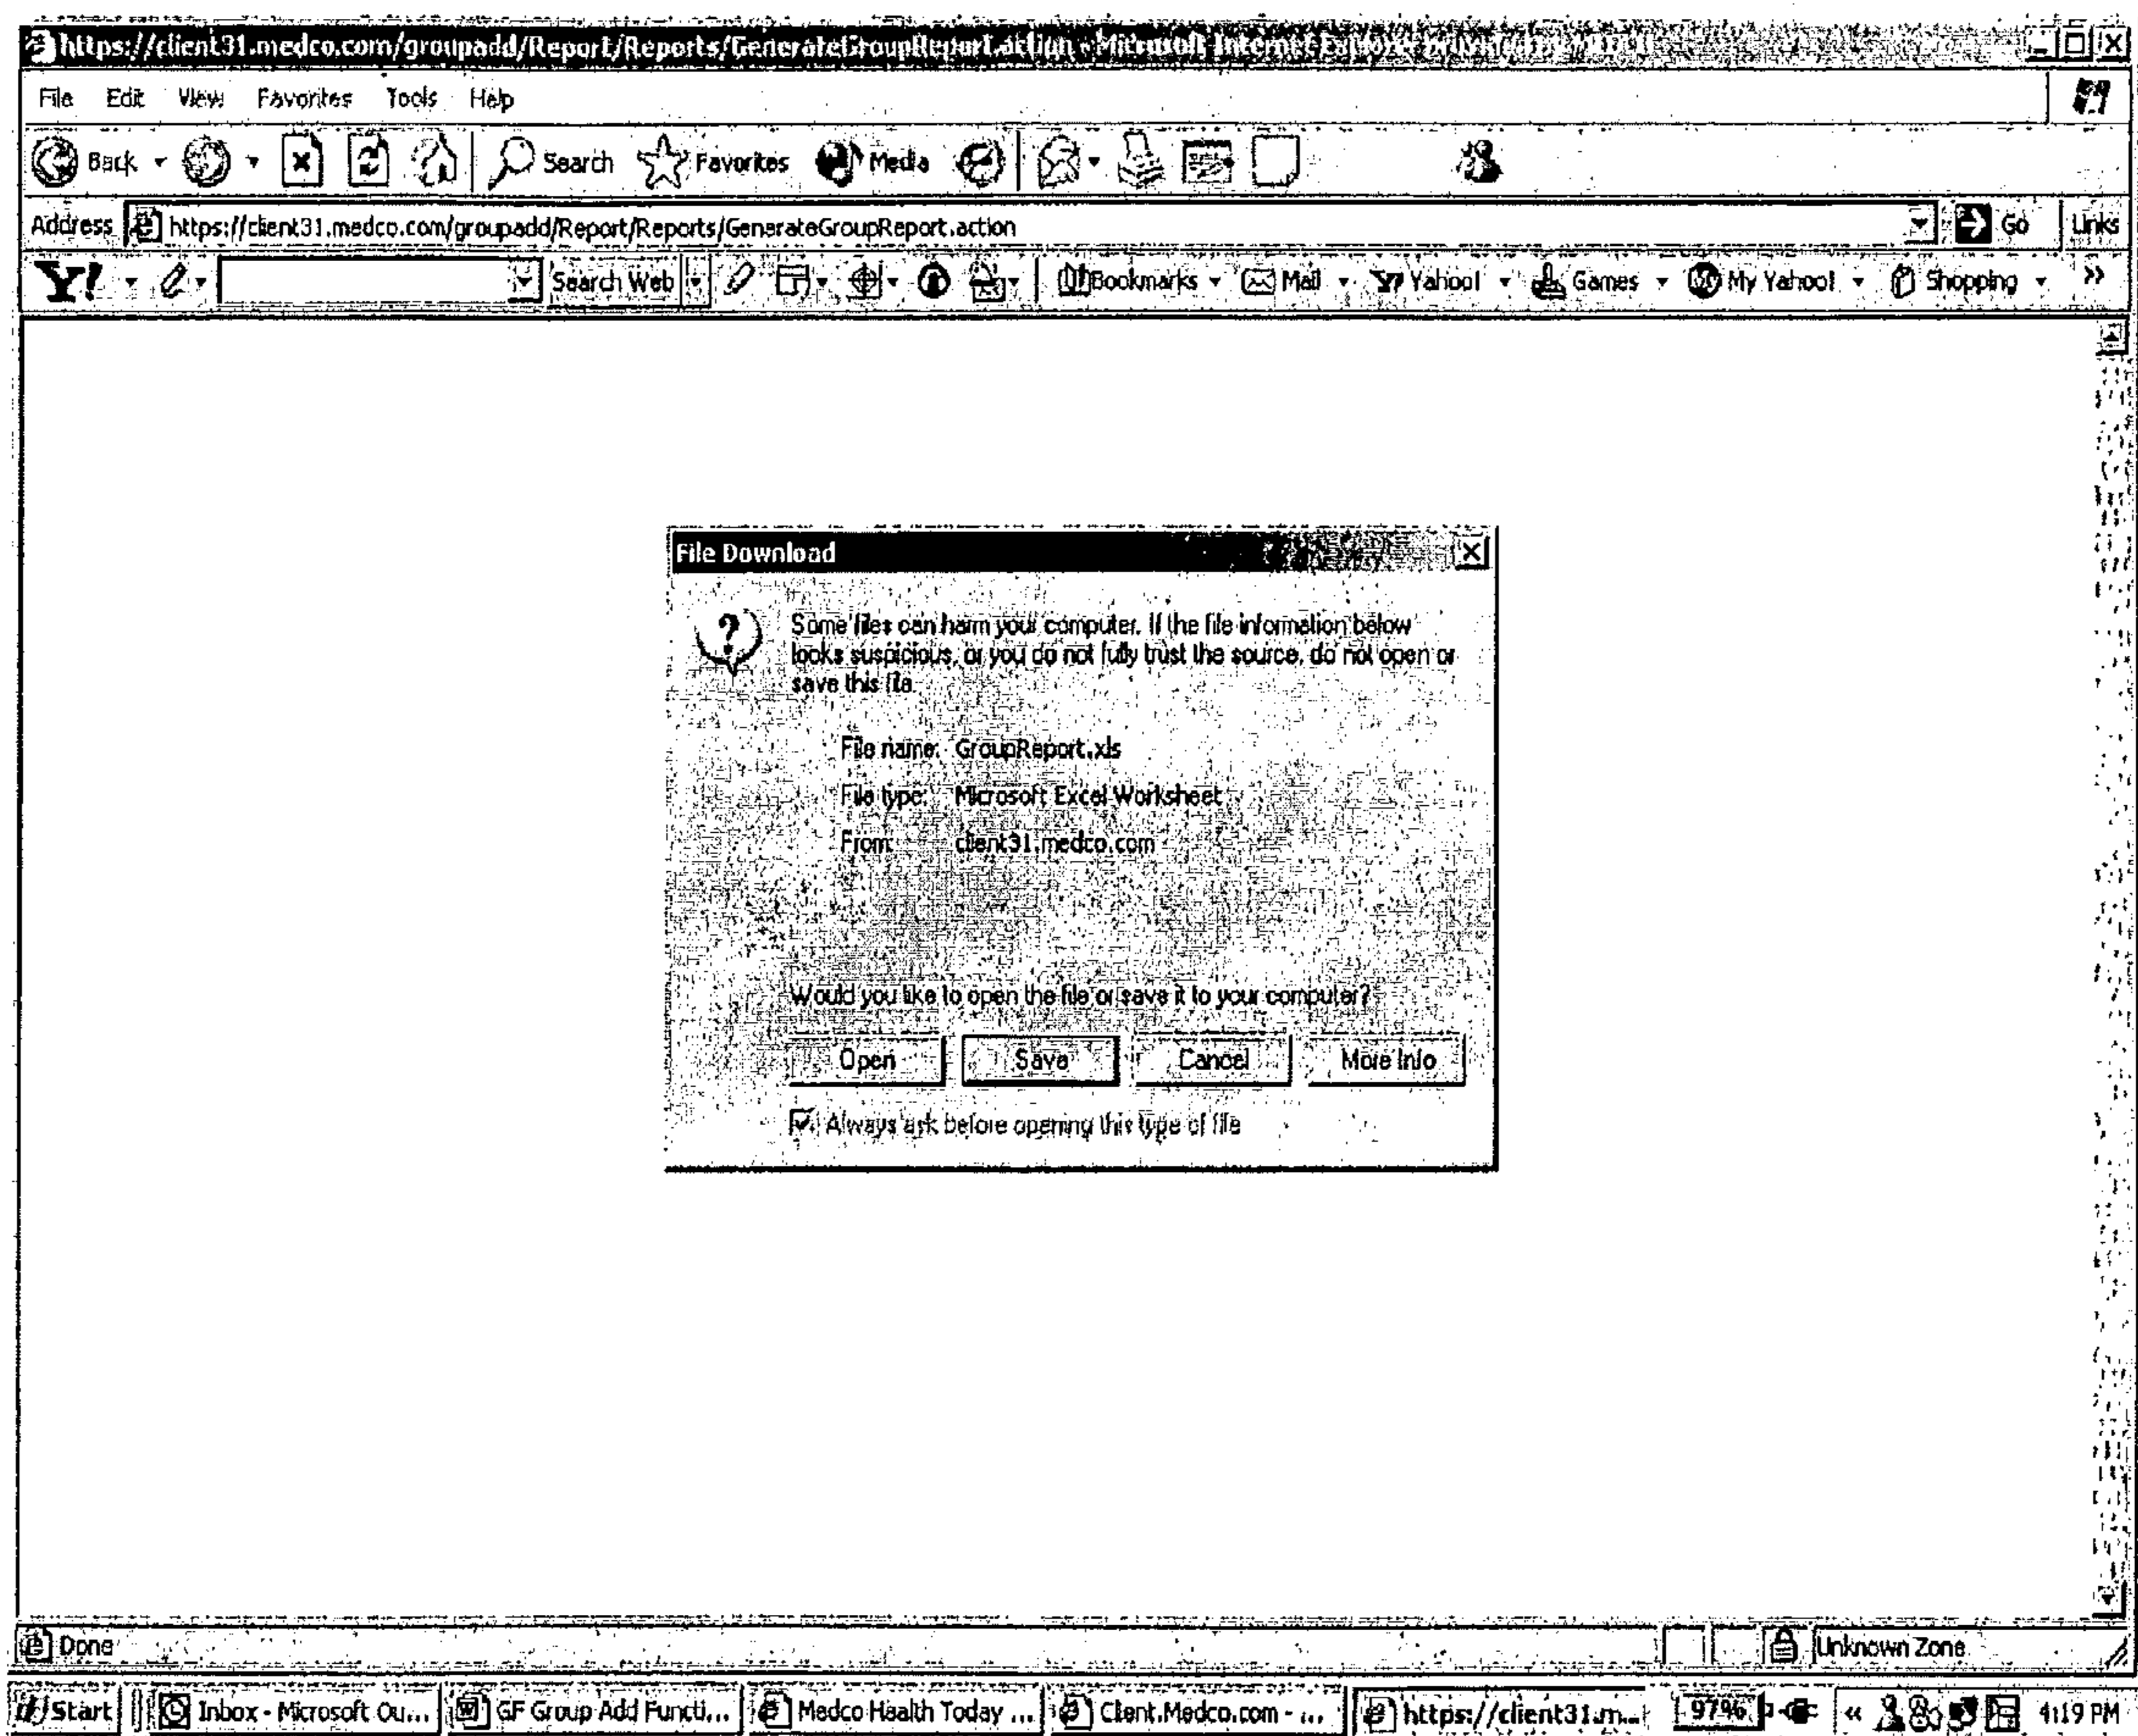 https://client31.medco.com/groupadd/Report/Reports/GenerateGroupReport.action - Microsoft Internet Explorer
File Edit View Favorites Tools Help
Back Search Favorites Media
Address https://client31.medco.com/groupadd/Report/Reports/GenerateGroupReport.action Go Links
Y! Search Web Bookmarks Mail Yahoo! Games My Yahoo! Shopping »
File Download
Some files can harm your computer. If the file information below
looks suspicious, or you do not fully trust the source, do not open or
save this file.
File name: GroupReport.xls
File type: Microsoft Excel Worksheet
From: client31.medco.com
Would you like to open the file or save it to your computer?
Open Save Cancel More Info
Always ask before opening this type of file
Done Unknown Zone
Start Inbox - Microsoft Ou... GF Group Add Functi... Medco Health Today ... Client.Medco.com - ... https://client31.m... 97% « 4:19 PM